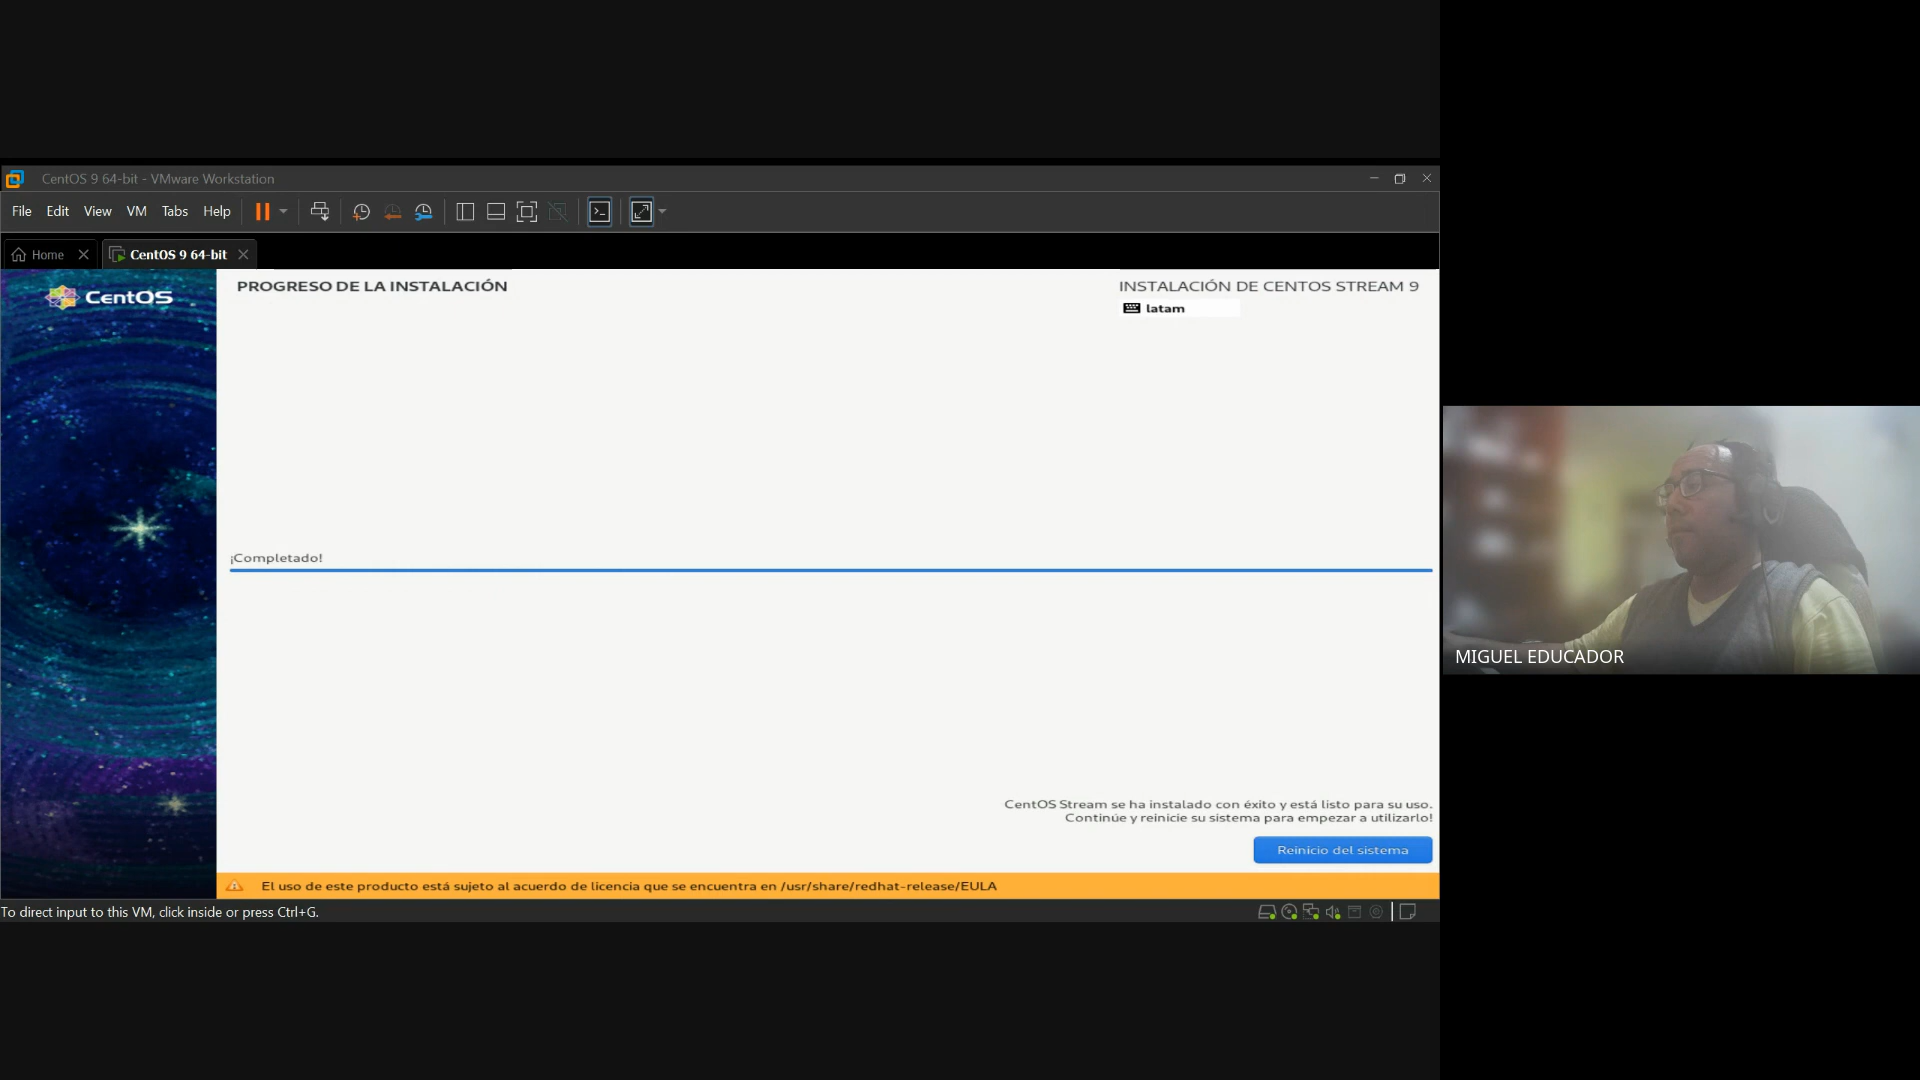 CentOS 9 64-bit - VMware Workstation
File Edit View VM Tabs Help
Home CentOS 9 64-bit
CentOS
PROGRESO DE LA INSTALACIÓN
INSTALACIÓN DE CENTOS STREAM 9
latam
¡Completado!
CentOS Stream se ha instalado con éxito y está listo para su uso.
Continúe y reinicie su sistema para empezar a utilizarlo!
Reinicio del sistema
El uso de este producto está sujeto al acuerdo de licencia que se encuentra en /usr/share/redhat-release/EULA
To direct input to this VM, click inside or press Ctrl+G.
MIGUEL EDUCADOR